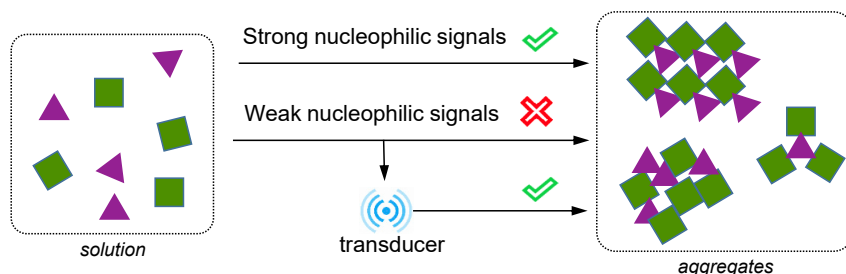 Strong nucleophilic signals
Weak nucleophilic signals
transducer
solution
aggregates